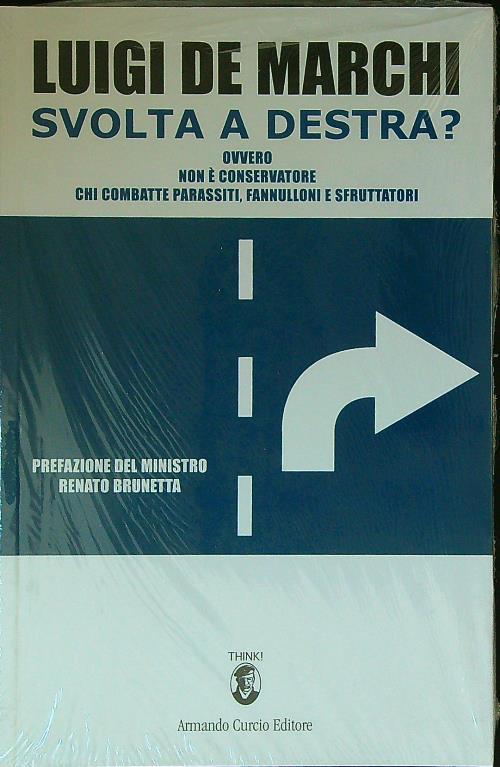 LUIGI DE MARCHI
SVOLTA A DESTRA?
OVVERO
NON È CONSERVATORE
CHI COMBATTE PARASSITI, FANNULLONI E SFRUTTATORI
PREFAZIONE DEL MINISTRO
RENATO BRUNETTA
THINK!
Armando Curcio Editore